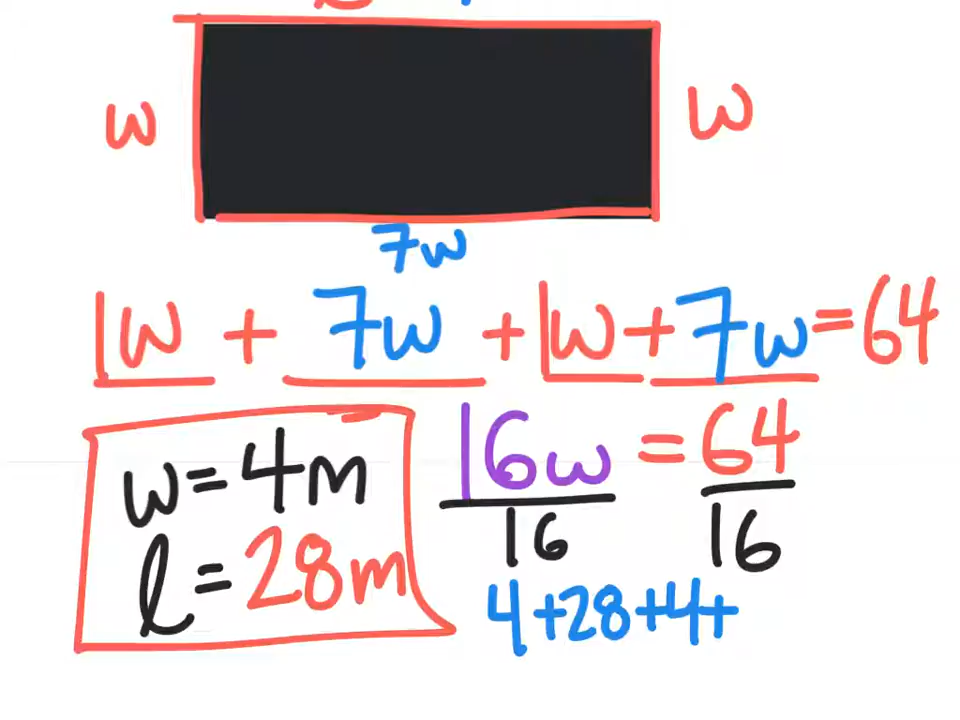 w w
7w
1w + 7w + 1w + 7w = 64
16w = 64
16 16
w = 4m
l = 28m
4+28+4+